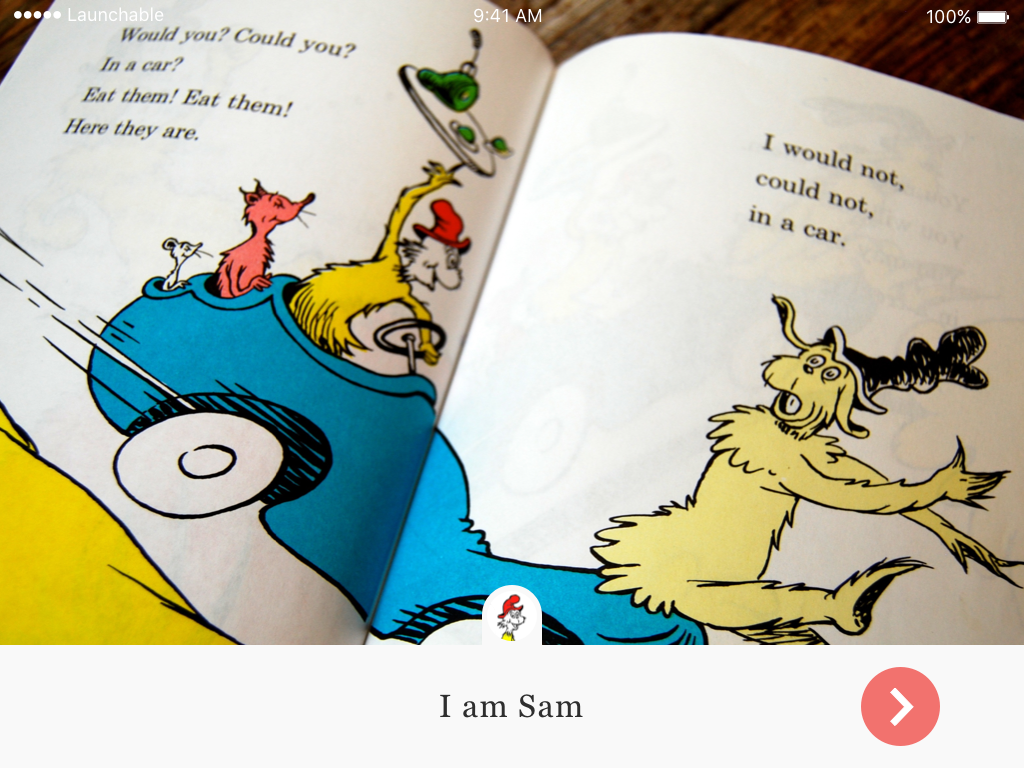 Launchable
9:41 AM
100%
Would you? Could you?
In a car?
Eat them! Eat them!
Here they are.
I would not,
could not,
in a car.
I am Sam